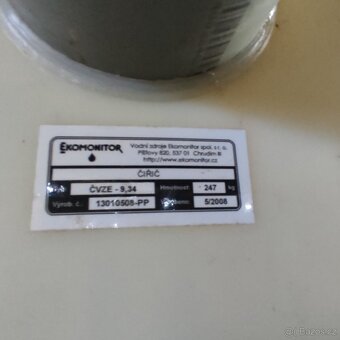 EKOMONITOR
Vodní zdroje Ekomonitor spol. s r. o.
Píšťovy 820, 537 01 Chrudim III
http://www.ekomonitor.cz
ČIŘIČ
ČVZE - 9,34 Hmotnost: 247 kg
Výrob. č.: 13010508-PP 5/2008